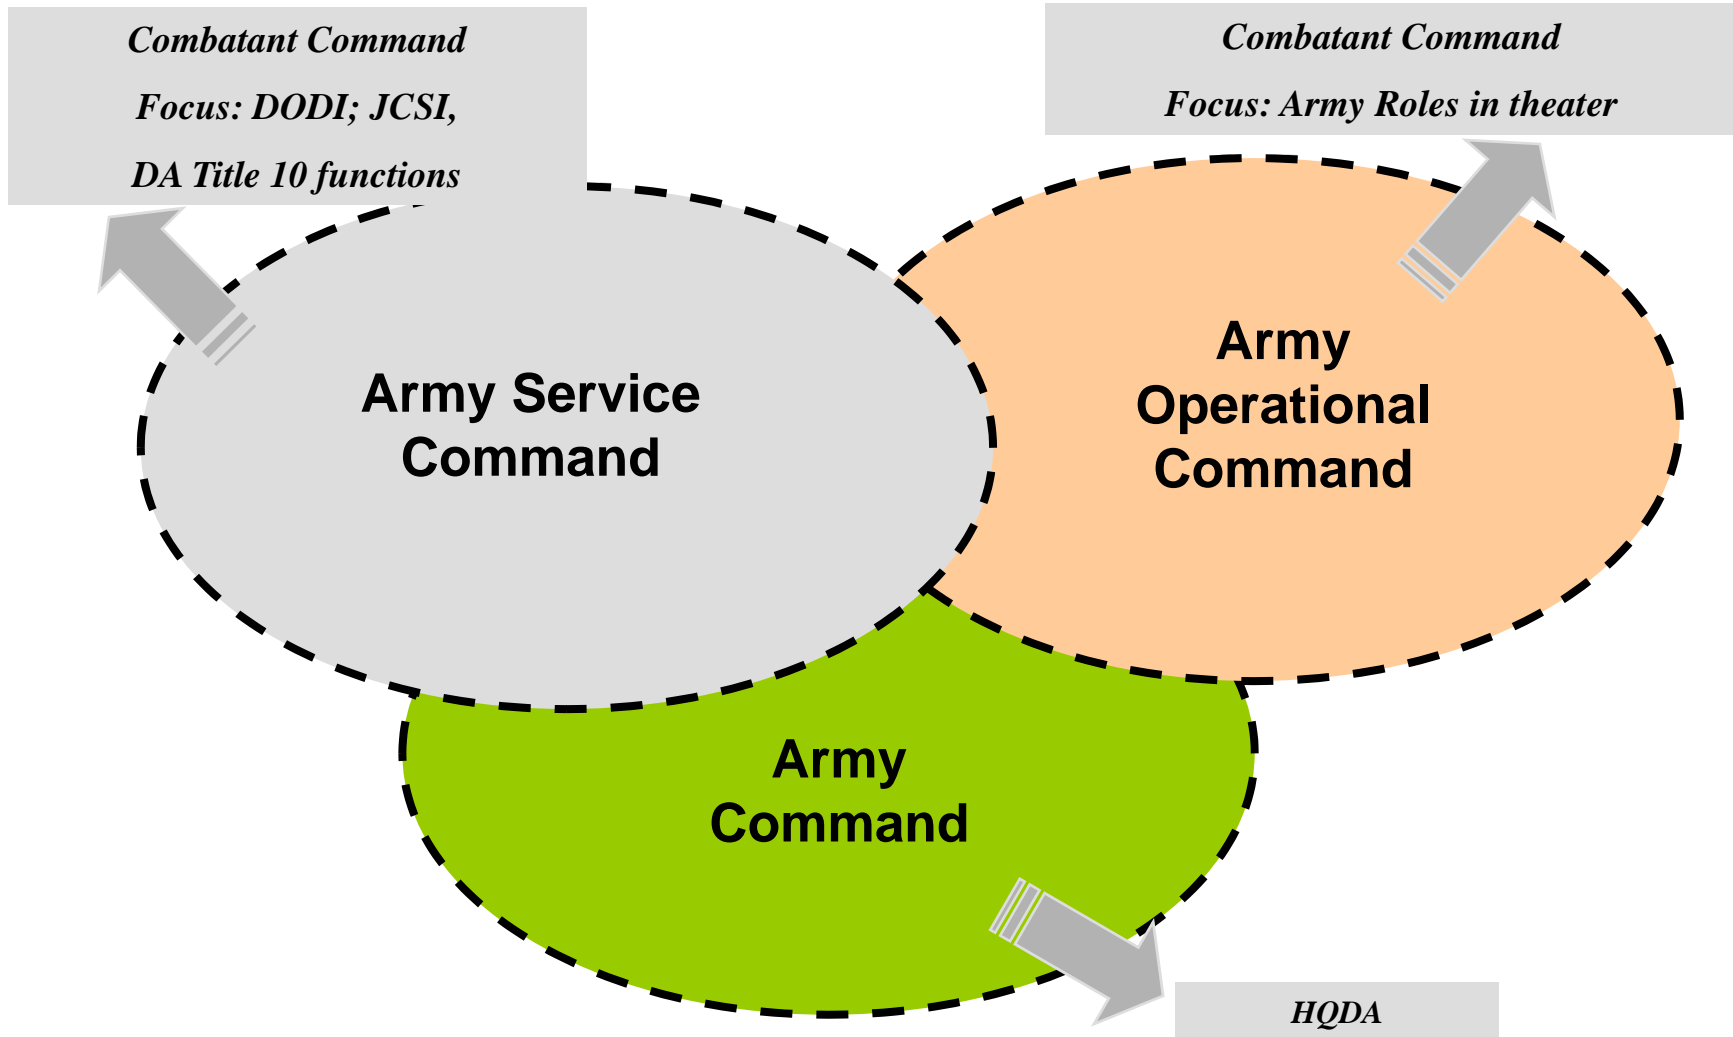 Combatant Command
Focus: DODI; JCSI,
DA Title 10 functions
Combatant Command
Focus: Army Roles in theater
Army Service
Command
Army
Operational
Command
Army
Command
HQDA